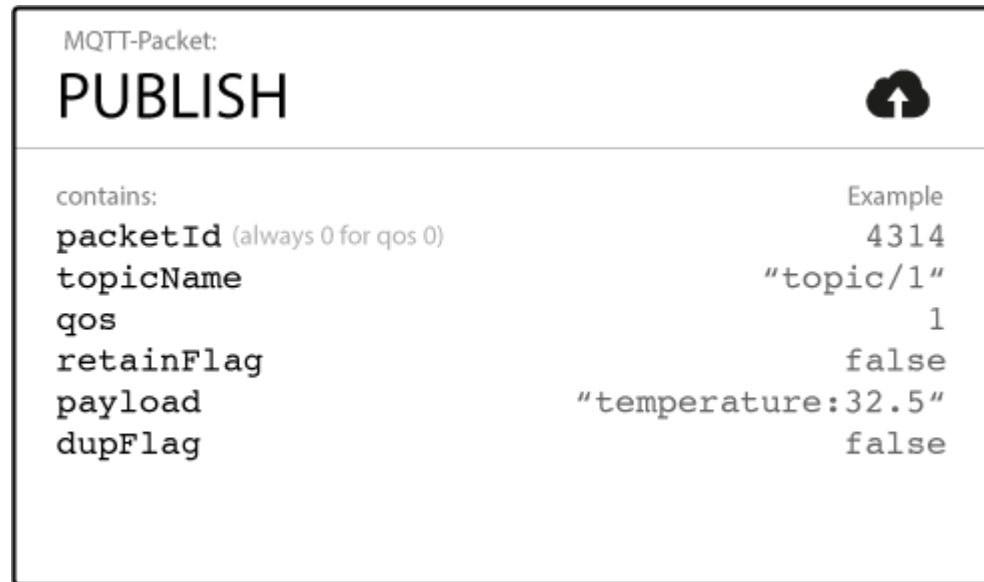 MQTT-Packet:
PUBLISH
contains: Example
packetId (always 0 for qos 0) 4314
topicName “topic/1“
qos 1
retainFlag false
payload “temperature:32.5“
dupFlag false